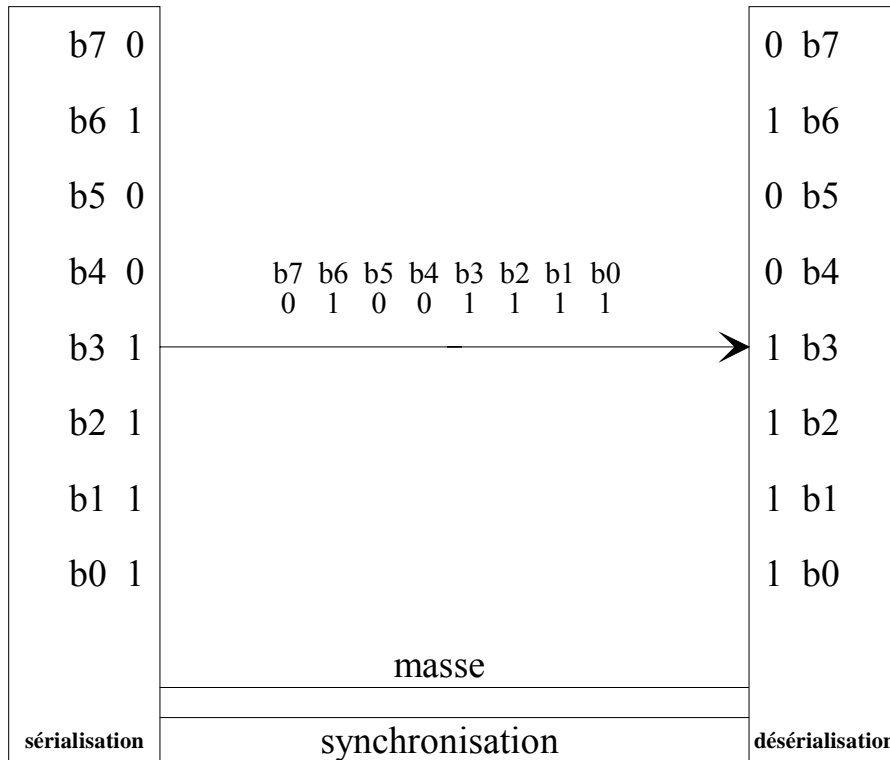 b7 0 0 b7
b6 1 1 b6
b5 0 0 b5
b4 0 b7 b6 b5 b4 b3 b2 b1 b0 0 b4
0 1 0 0 1 1 1 1
b3 1 1 b3
b2 1 1 b2
b1 1 1 b1
b0 1 1 b0
masse
sérialisation synchronisation désérialisation